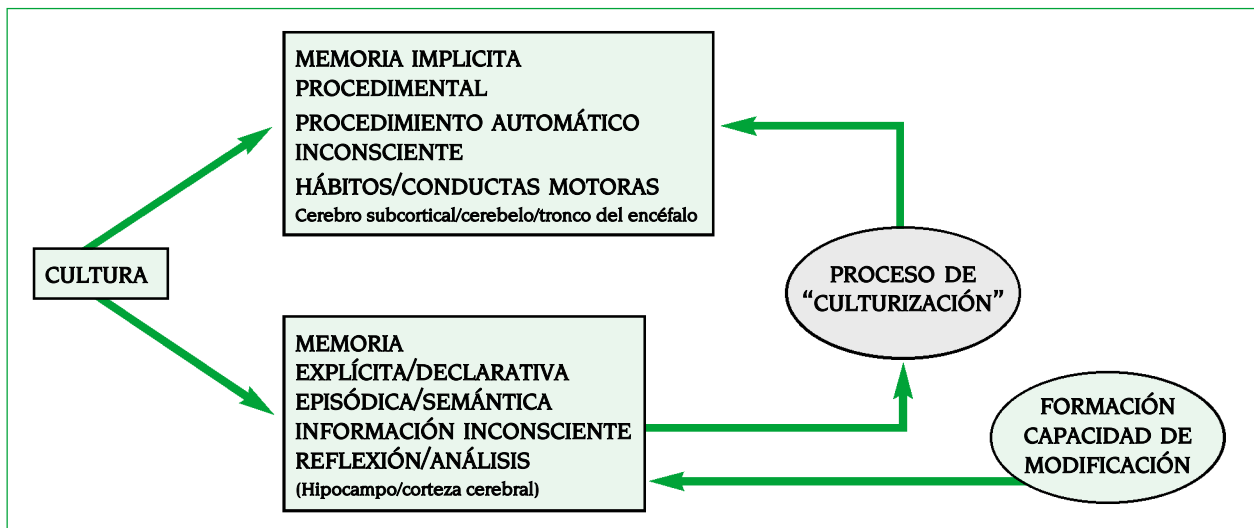 MEMORIA IMPLICITA
PROCEDIMENTAL
PROCEDIMIENTO AUTOMÁTICO
INCONSCIENTE
HÁBITOS/CONDUCTAS MOTORAS
Cerebro subcortical/cerebelo/tronco del encéfalo
CULTURA
PROCESO DE
“CULTURIZACIÓN”
MEMORIA
EXPLÍCITA/DECLARATIVA
EPISÓDICA/SEMÁNTICA
INFORMACIÓN INCONSCIENTE
REFLEXIÓN/ANÁLISIS
(Hipocampo/corteza cerebral)
FORMACIÓN
CAPACIDAD DE
MODIFICACIÓN